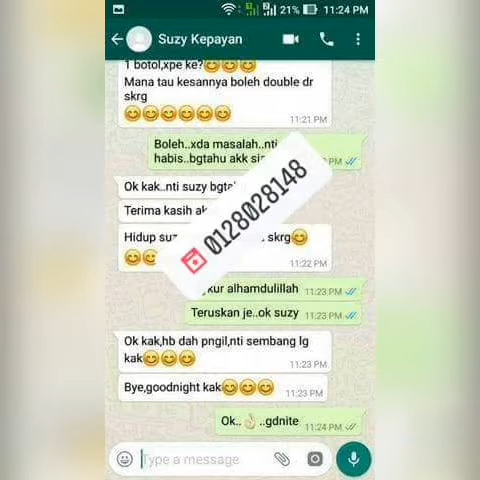 21% 11:24 PM
Suzy Kepayan
1 botol,xpe ke?😊😊😊
Mana tau kesannya boleh double dr
skrg
😊😊😊😊😊😊
11:21 PM
Boleh..xda masalah..nti
habis..bgtahu akk
PM
Ok kak..nti suzy
Terima kasih
Hidup
skrg😊
😊😊
11:22 PM
0128028148
alhamdulillah 11:23 PM
Teruskan je..ok suzy 11:23 PM
Ok kak,hb dah pngil,nti sembang lg
kak😊😊😊
11:23 PM
Bye,goodnight kak😊😊😊 11:23 PM
Ok..👌..gdnite 11:24 PM
Type a message